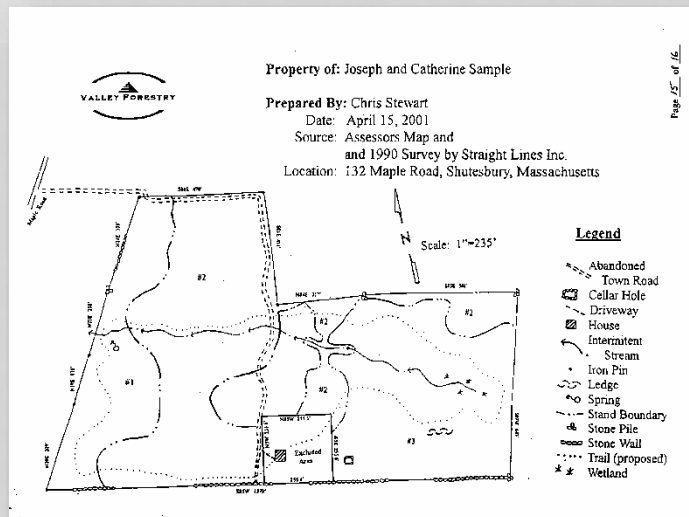 Page 15 of 16
VALLEY FORESTRY
Property of: Joseph and Catherine Sample
Prepared By: Chris Stewart
Date: April 15, 2001
Source: Assessors Map and
and 1990 Survey by Straight Lines Inc.
Location: 132 Maple Road, Shutesbury, Massachusetts
Maple Road
N
Scale: 1"=235'
#2
#2
#2
#2
#1
#3
Excluded
Area
Legend
Abandoned
Town Road
Cellar Hole
Driveway
House
Intermitent
Stream
Iron Pin
Ledge
Spring
Stand Boundary
Stone Pile
Stone Wall
Trail (proposed)
Wetland